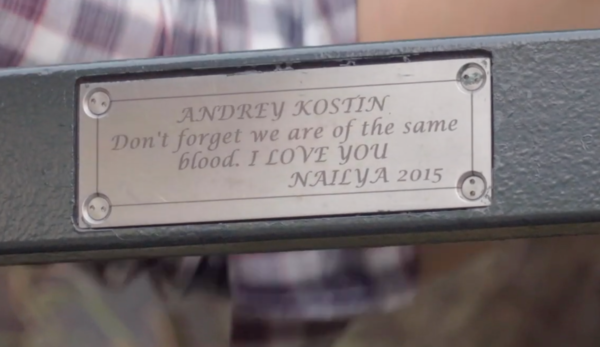 ANDREY KOSTIN
Don't forget we are of the same
blood. I LOVE YOU
NAILYA 2015